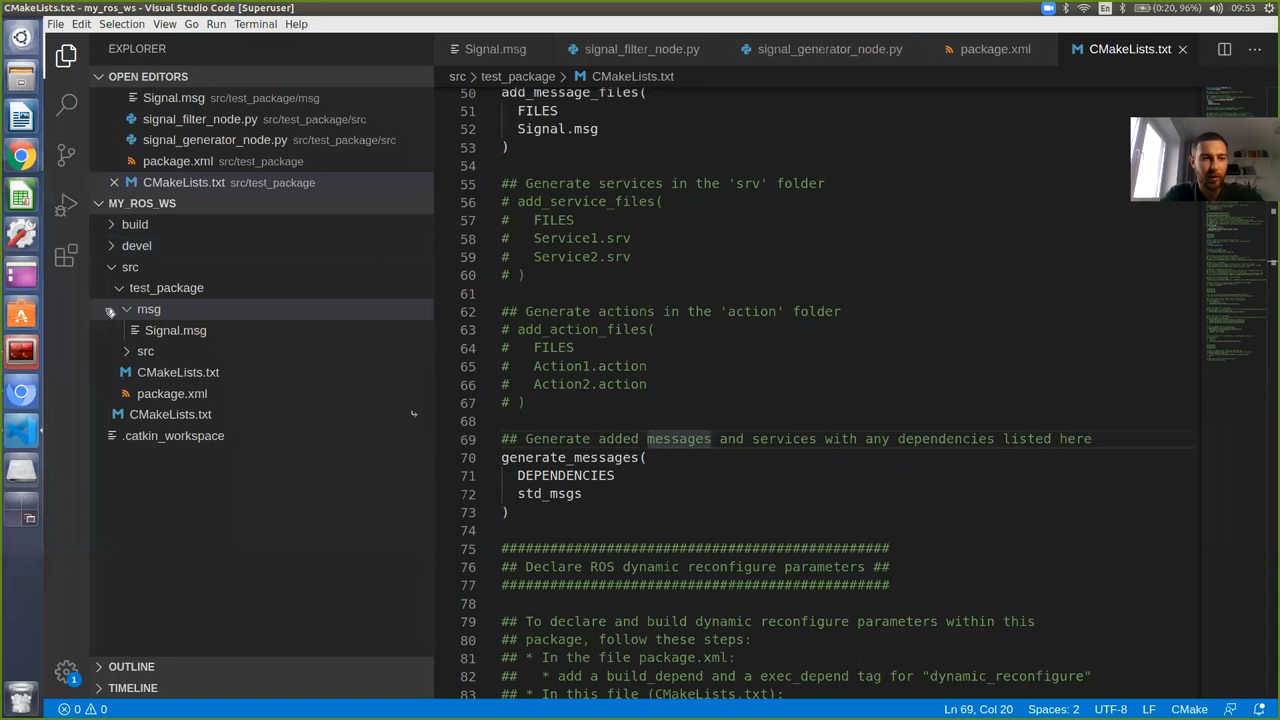 CMakeLists.txt - my_ros_ws - Visual Studio Code [Superuser]
En
(0:20, 96%)
09:53
File Edit Selection View Go Run Terminal Help
EXPLORER
OPEN EDITORS
Signal.msg src/test_package/msg
signal_filter_node.py src/test_package/src
signal_generator_node.py src/test_package/src
package.xml src/test_package
CMakeLists.txt src/test_package
MY_ROS_WS
build
devel
src
test_package
msg
Signal.msg
src
CMakeLists.txt
package.xml
CMakeLists.txt
.catkin_workspace
OUTLINE
TIMELINE
1
Signal.msg signal_filter_node.py signal_generator_node.py package.xml CMakeLists.txt
src > test_package > CMakeLists.txt
50 add_message_files(
51 FILES
52 Signal.msg
53 )
54
55 ## Generate services in the 'srv' folder
56 # add_service_files(
57 # FILES
58 # Service1.srv
59 # Service2.srv
60 # )
61
62 ## Generate actions in the 'action' folder
63 # add_action_files(
64 # FILES
65 # Action1.action
66 # Action2.action
67 # )
68
69 ## Generate added messages and services with any dependencies listed here
70 generate_messages(
71 DEPENDENCIES
72 std_msgs
73 )
74
75 ################################################
76 ## Declare ROS dynamic reconfigure parameters ##
77 ################################################
78
79 ## To declare and build dynamic reconfigure parameters within this
80 ## package, follow these steps:
81 ## * In the file package.xml:
82 ## * add a build_depend and a exec_depend tag for "dynamic_reconfigure"
83 ## * In this file (CMakeLists.txt):
0 0 Ln 69, Col 20 Spaces: 2 UTF-8 LF CMake